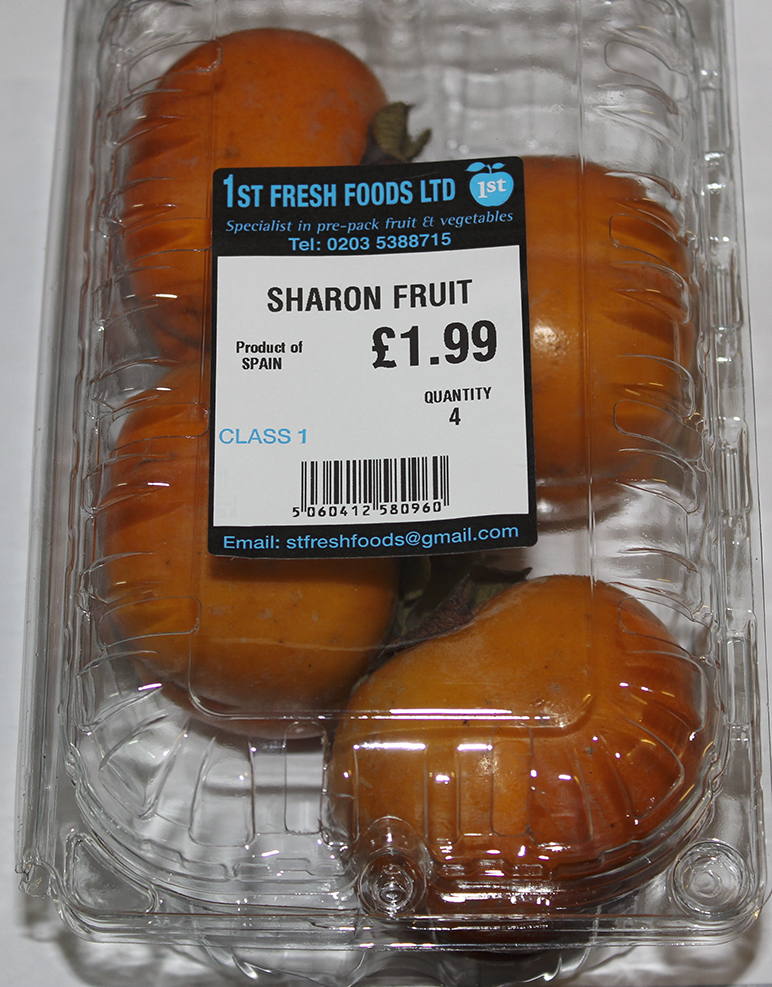 1ST FRESH FOODS LTD
1st
Specialist in pre-pack fruit & vegetables
Tel: 0203 5388715
SHARON FRUIT
Product of
SPAIN
£1.99
QUANTITY
4
CLASS 1
5 060412 580960
Email: stfreshfoods@gmail.com